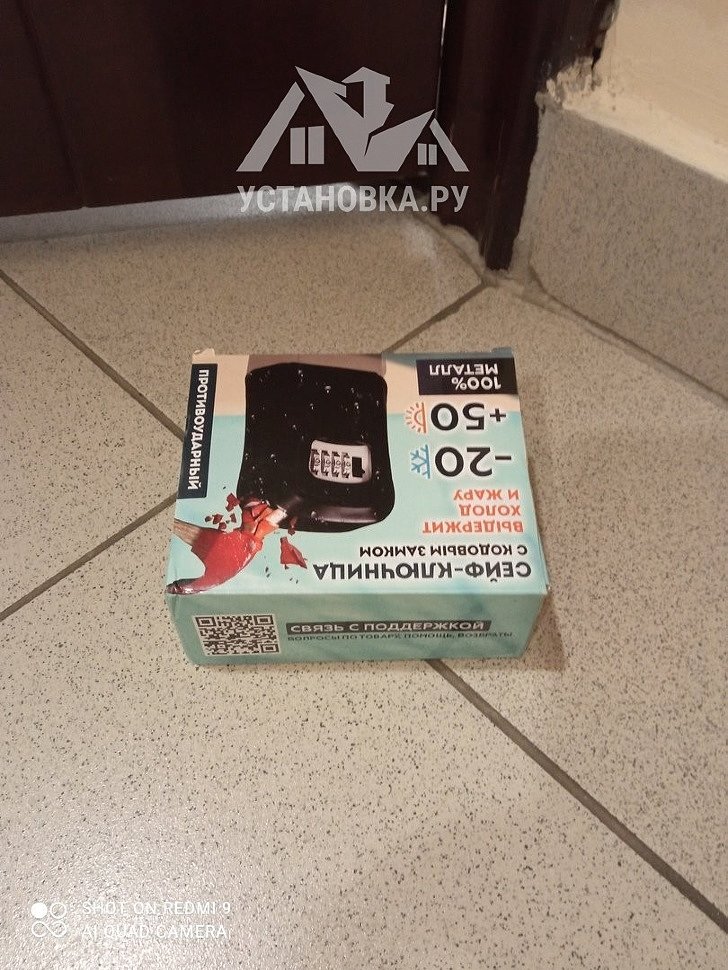 УСТАНОВКА.РУ
СЕЙФ-КЛЮЧНИЦА
С КОДОВЫМ ЗАМКОМ
ВЫДЕРЖИТ
ХОЛОД
И ЖАРУ
-20
+50
100%
МЕТАЛЛ
ПРОТИВОУДАРНЫЙ
СВЯЗЬ С ПОДДЕРЖКОЙ
ВОПРОСЫ ПО ТОВАРУ, ПОМОЩЬ, ВОЗВРАТЫ
SHOT ON REDMI 9
AI QUAD CAMERA